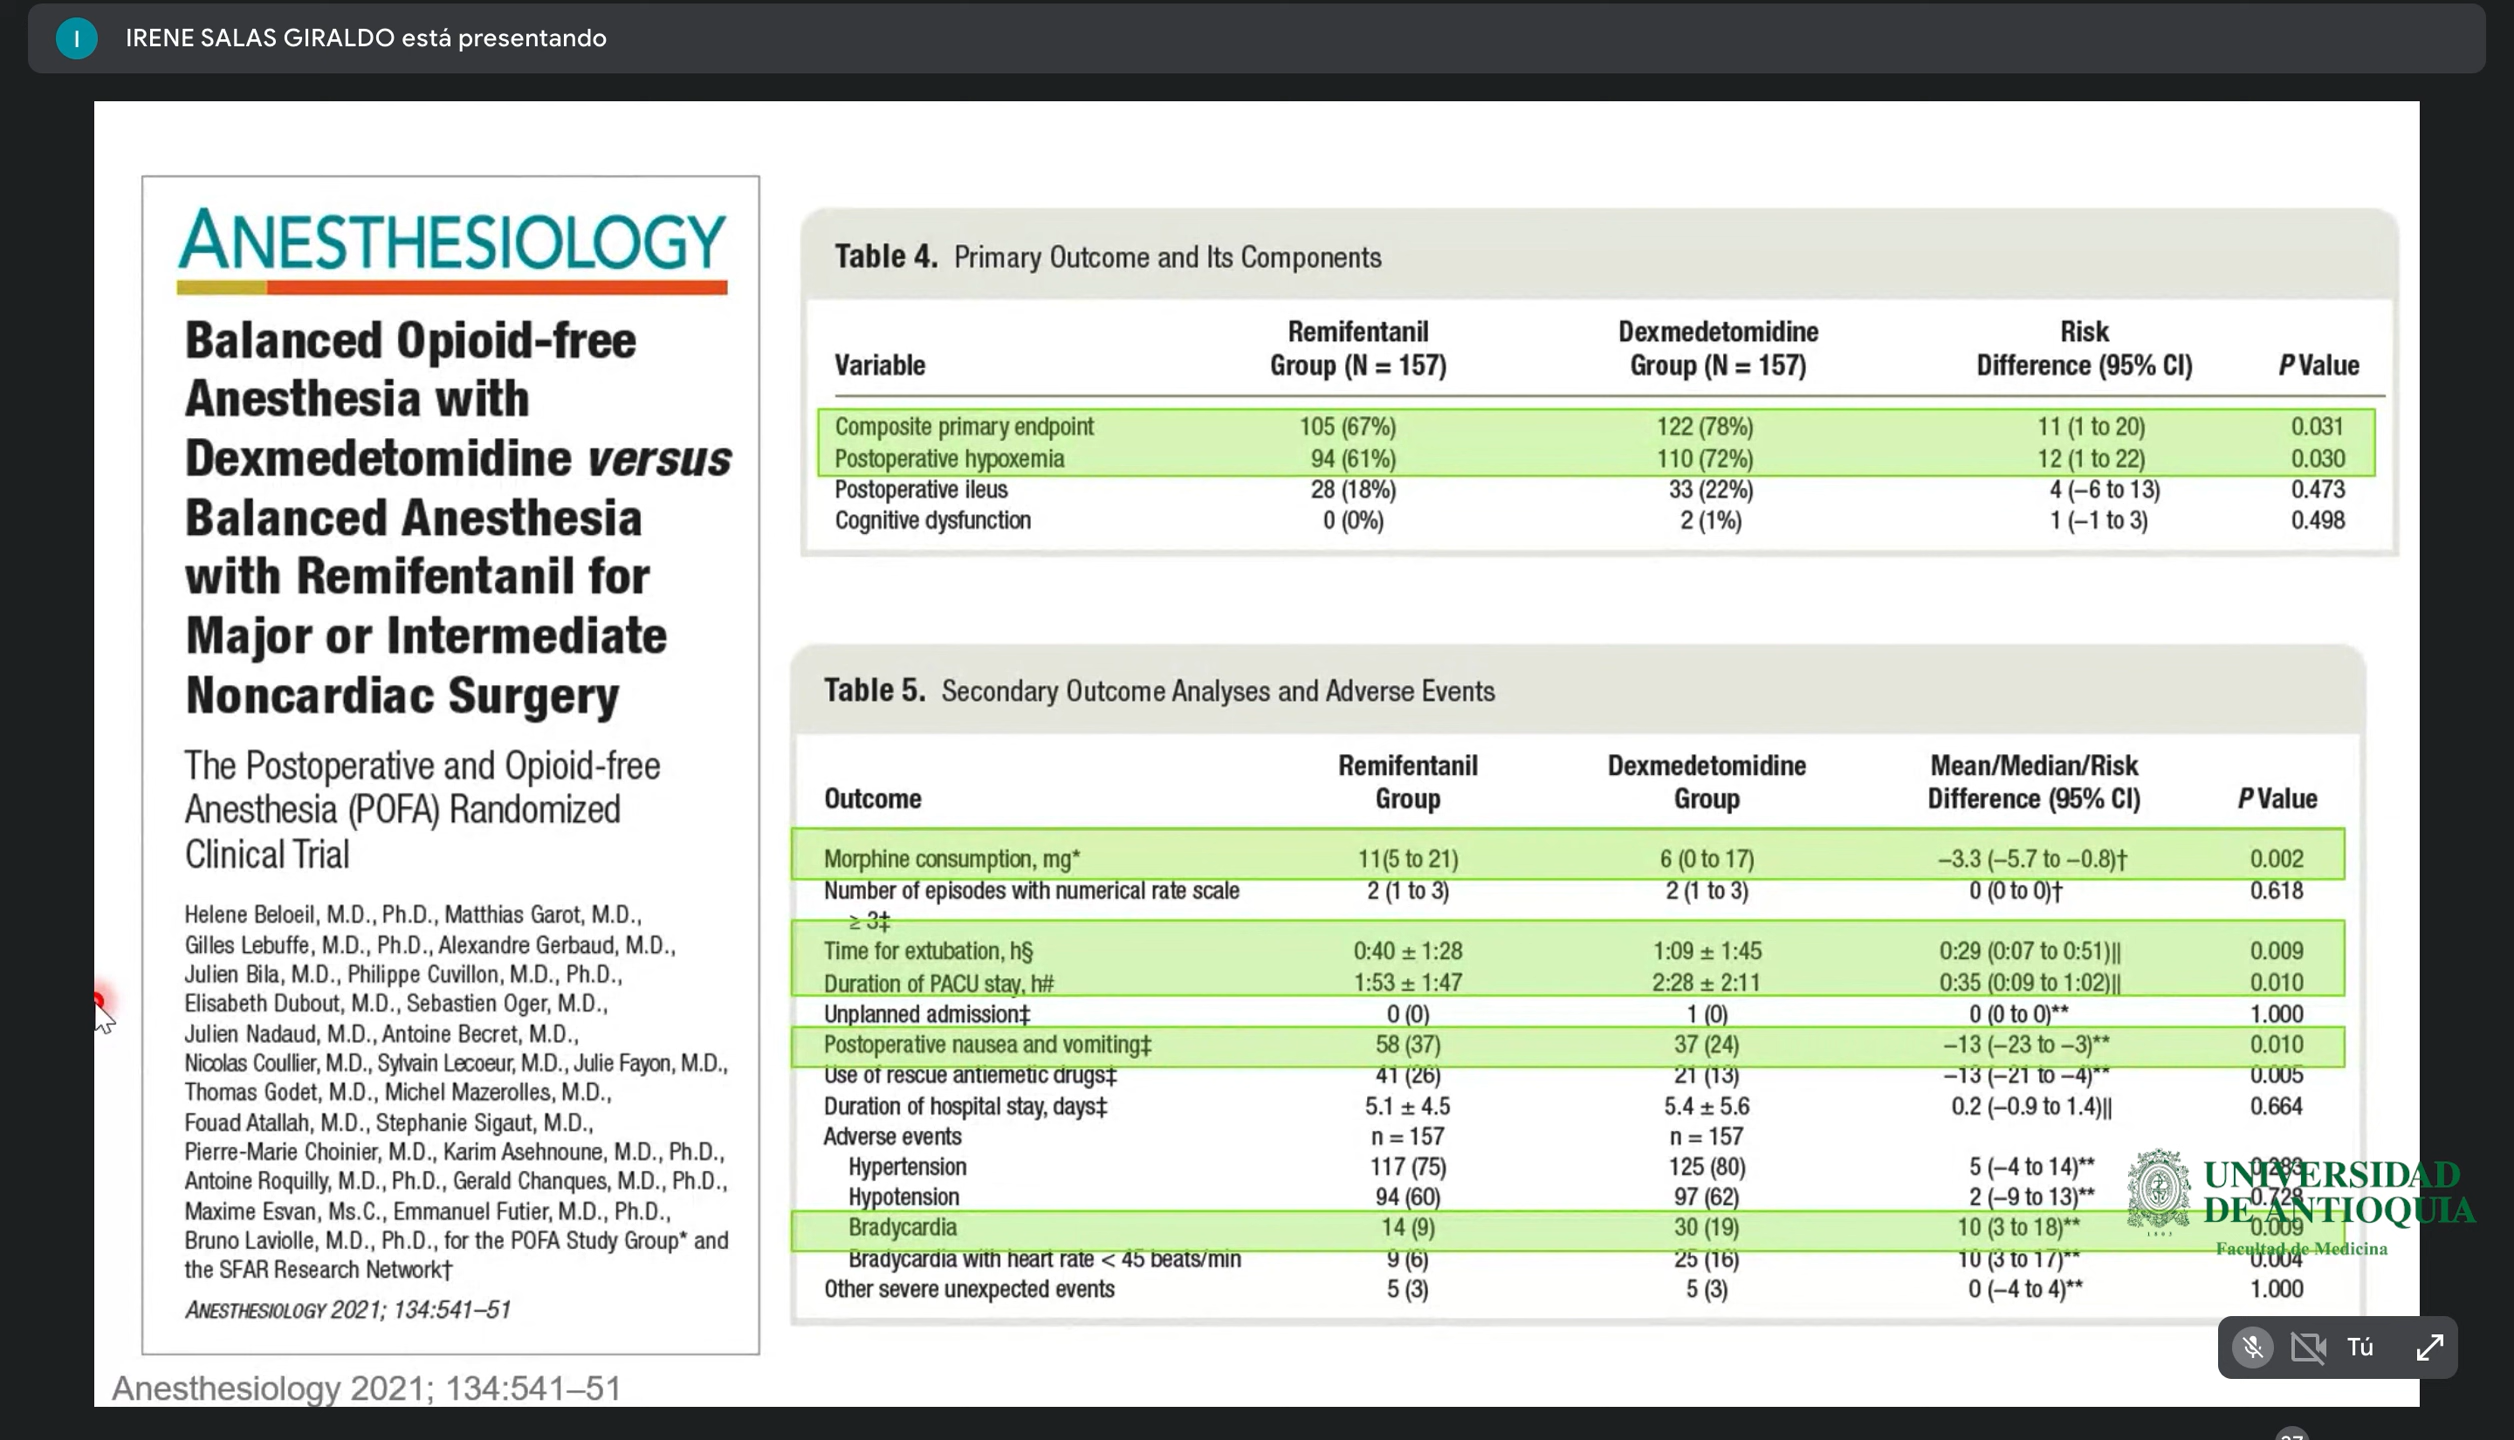 I
IRENE SALAS GIRALDO está presentando
ANESTHESIOLOGY
Balanced Opioid-free
Anesthesia with
Dexmedetomidine versus
Balanced Anesthesia
with Remifentanil for
Major or Intermediate
Noncardiac Surgery
The Postoperative and Opioid-free
Anesthesia (POFA) Randomized
Clinical Trial
Helene Beloeil, M.D., Ph.D., Matthias Garot, M.D.,
Gilles Lebuffe, M.D., Ph.D., Alexandre Gerbaud, M.D.,
Julien Bila, M.D., Philippe Cuvillon, M.D., Ph.D.,
Elisabeth Dubout, M.D., Sebastien Oger, M.D.,
Julien Nadaud, M.D., Antoine Becret, M.D.,
Nicolas Coullier, M.D., Sylvain Lecoeur, M.D., Julie Fayon, M.D.,
Thomas Godet, M.D., Michel Mazerolles, M.D.,
Fouad Atallah, M.D., Stephanie Sigaut, M.D.,
Pierre-Marie Choinier, M.D., Karim Asehnoune, M.D., Ph.D.,
Antoine Roquilly, M.D., Ph.D., Gerald Chanques, M.D., Ph.D.,
Maxime Esvan, Ms.C., Emmanuel Futier, M.D., Ph.D.,
Bruno Laviolle, M.D., Ph.D., for the POFA Study Group* and
the SFAR Research Network†
ANESTHESIOLOGY 2021; 134:541–51
Anesthesiology 2021; 134:541–51
Table 4. Primary Outcome and Its Components
Variable Remifentanil Group (N = 157) Dexmedetomidine Group (N = 157) Risk Difference (95% CI) P Value
Composite primary endpoint 105 (67%) 122 (78%) 11 (1 to 20) 0.031
Postoperative hypoxemia 94 (61%) 110 (72%) 12 (1 to 22) 0.030
Postoperative ileus 28 (18%) 33 (22%) 4 (–6 to 13) 0.473
Cognitive dysfunction 0 (0%) 2 (1%) 1 (–1 to 3) 0.498
Table 5. Secondary Outcome Analyses and Adverse Events
Outcome Remifentanil Group Dexmedetomidine Group Mean/Median/Risk Difference (95% CI) P Value
Morphine consumption, mg* 11(5 to 21) 6 (0 to 17) –3.3 (–5.7 to –0.8)† 0.002
Number of episodes with numerical rate scale 2 (1 to 3) 2 (1 to 3) 0 (0 to 0)† 0.618
≥ 3‡
Time for extubation, h§ 0:40 ± 1:28 1:09 ± 1:45 0:29 (0:07 to 0:51)|| 0.009
Duration of PACU stay, h# 1:53 ± 1:47 2:28 ± 2:11 0:35 (0:09 to 1:02)|| 0.010
Unplanned admission‡ 0 (0) 1 (0) 0 (0 to 0)** 1.000
Postoperative nausea and vomiting‡ 58 (37) 37 (24) –13 (–23 to –3)** 0.010
Use of rescue antiemetic drugs‡ 41 (26) 21 (13) –13 (–21 to –4)** 0.005
Duration of hospital stay, days‡ 5.1 ± 4.5 5.4 ± 5.6 0.2 (–0.9 to 1.4)|| 0.664
Adverse events n = 157 n = 157
Hypertension 117 (75) 125 (80) 5 (–4 to 14)**
Hypotension 94 (60) 97 (62) 2 (–9 to 13)** 0.728
Bradycardia 14 (9) 30 (19) 10 (3 to 18)** 0.009
Bradycardia with heart rate < 45 beats/min 9 (6) 25 (16) 10 (3 to 17)** 0.004
Other severe unexpected events 5 (3) 5 (3) 0 (–4 to 4)** 1.000
UNIVERSIDAD
DE ANTIOQUIA
Facultad de Medicina
Tú